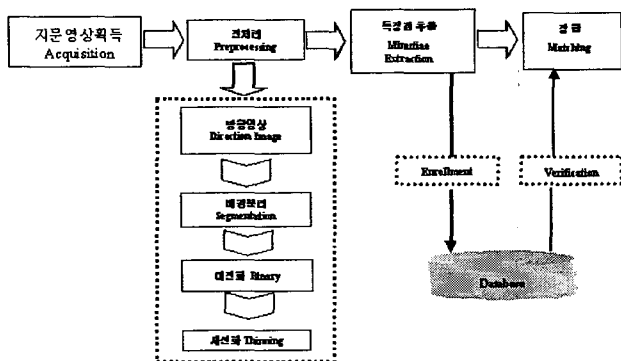 지문영상획득
Acquisition
전처리
Preprocessing
특징점 추출
Minutiae
Extraction
정합
Matching
방향영상
Direction Image
배경분리
Segmentation
이진화 Binary
세선화 Thinning
Enrollment
Verification
Database